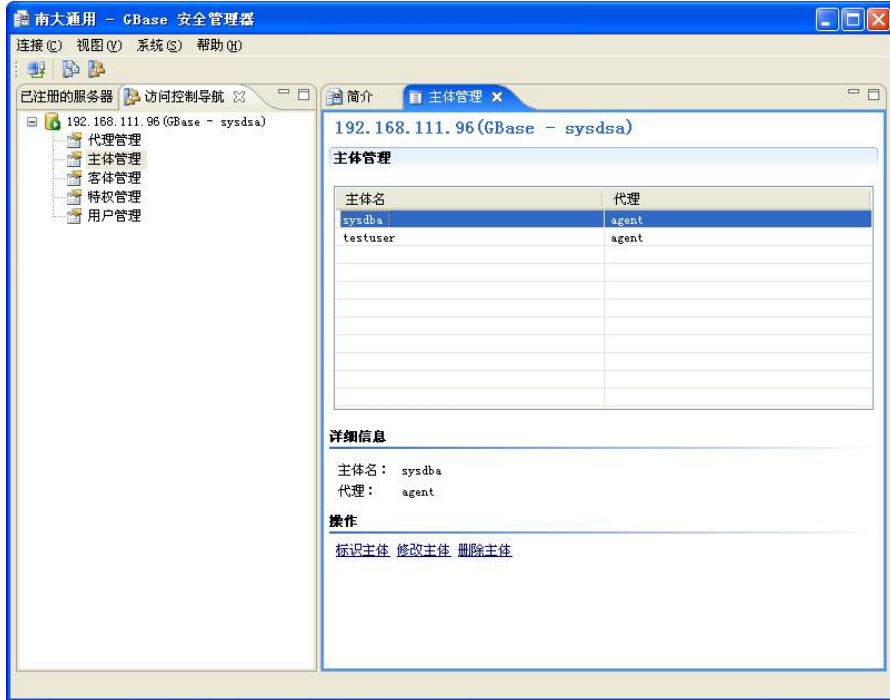 南大通用 - GBase 安全管理器
连接(C) 视图(V) 系统(S) 帮助(H)
已注册的服务器 访问控制导航
192.168.111.96(GBase - sysdsa)
代理管理
主体管理
客体管理
特权管理
用户管理
简介 主体管理
192.168.111.96(GBase - sysdsa)
主体管理
主体名 代理
sysdba agent
testuser agent
详细信息
主体名： sysdba
代理： agent
操作
标识主体 修改主体 删除主体